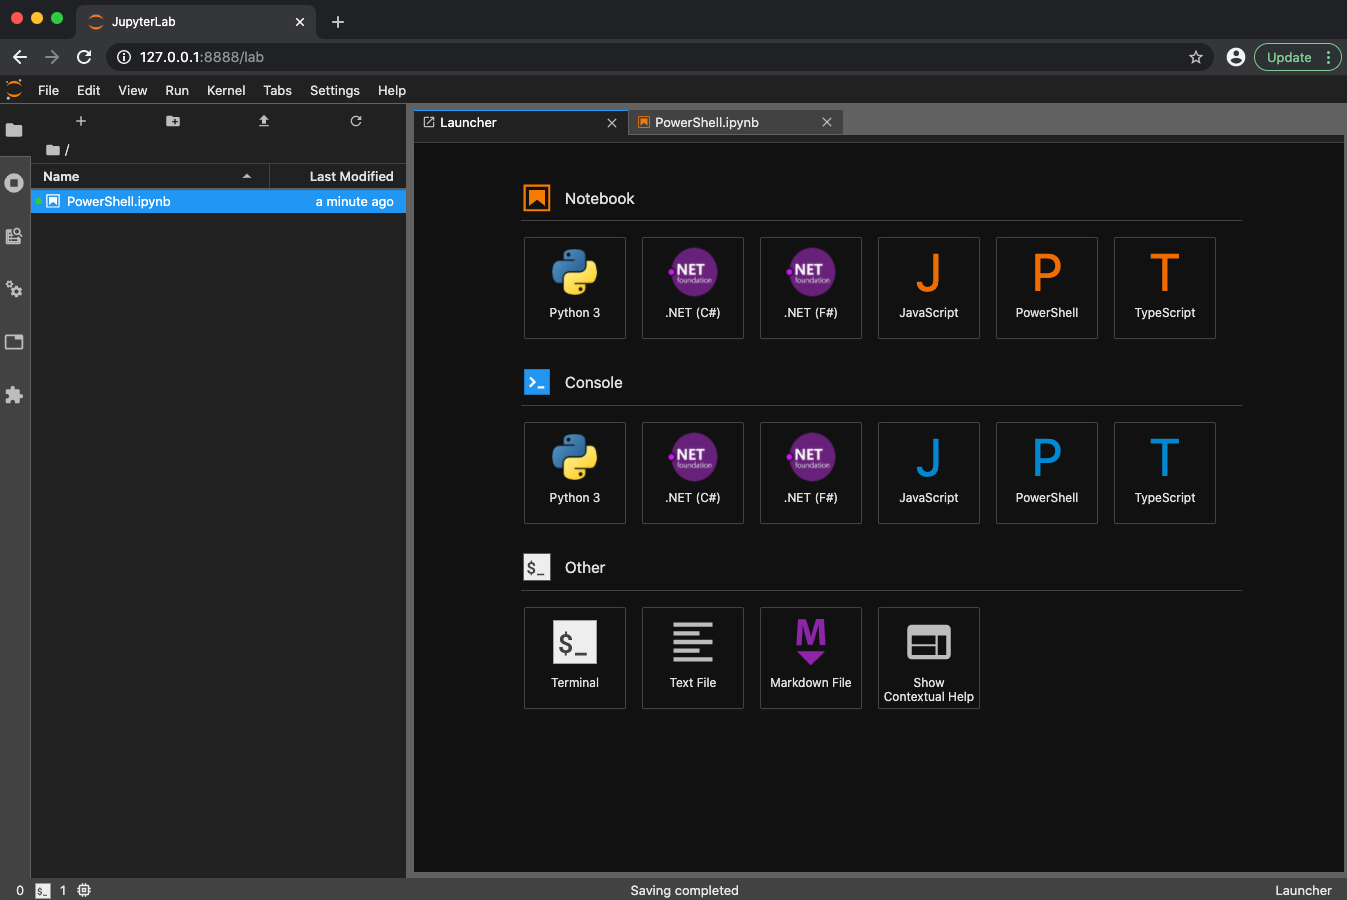 JupyterLab
127.0.0.1:8888/lab
Update
File Edit View Run Kernel Tabs Settings Help
/
Name Last Modified
PowerShell.ipynb a minute ago
Launcher PowerShell.ipynb
Notebook
NET foundation NET foundation J P T
Python 3 .NET (C#) .NET (F#) JavaScript PowerShell TypeScript
Console
NET foundation NET foundation J P T
Python 3 .NET (C#) .NET (F#) JavaScript PowerShell TypeScript
$_ Other
$_ M
Terminal Text File Markdown File Show
Contextual Help
0 $_ 1 Saving completed Launcher